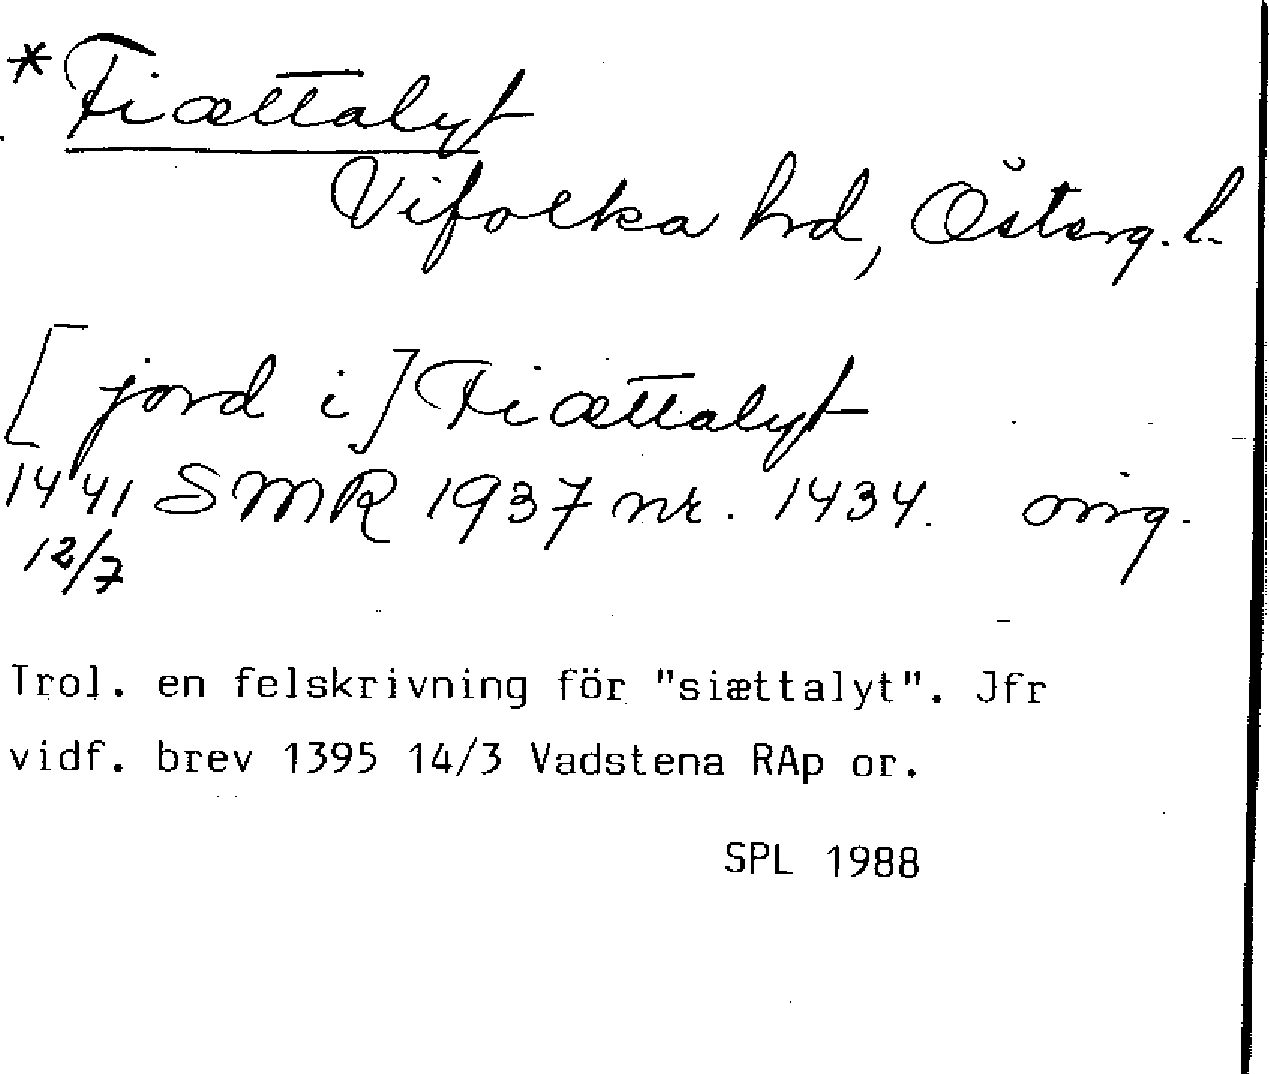 *Fiættalyt
Vifolka hd, Österg. l.
[jord i] Fiættalyt
1441 SMR 1937 nr. 1434. orig.
12/7
Trol. en felskrivning för "siættalyt". Jfr
vidf. brev 1395 14/3 Vadstena RAp or.
SPL 1988